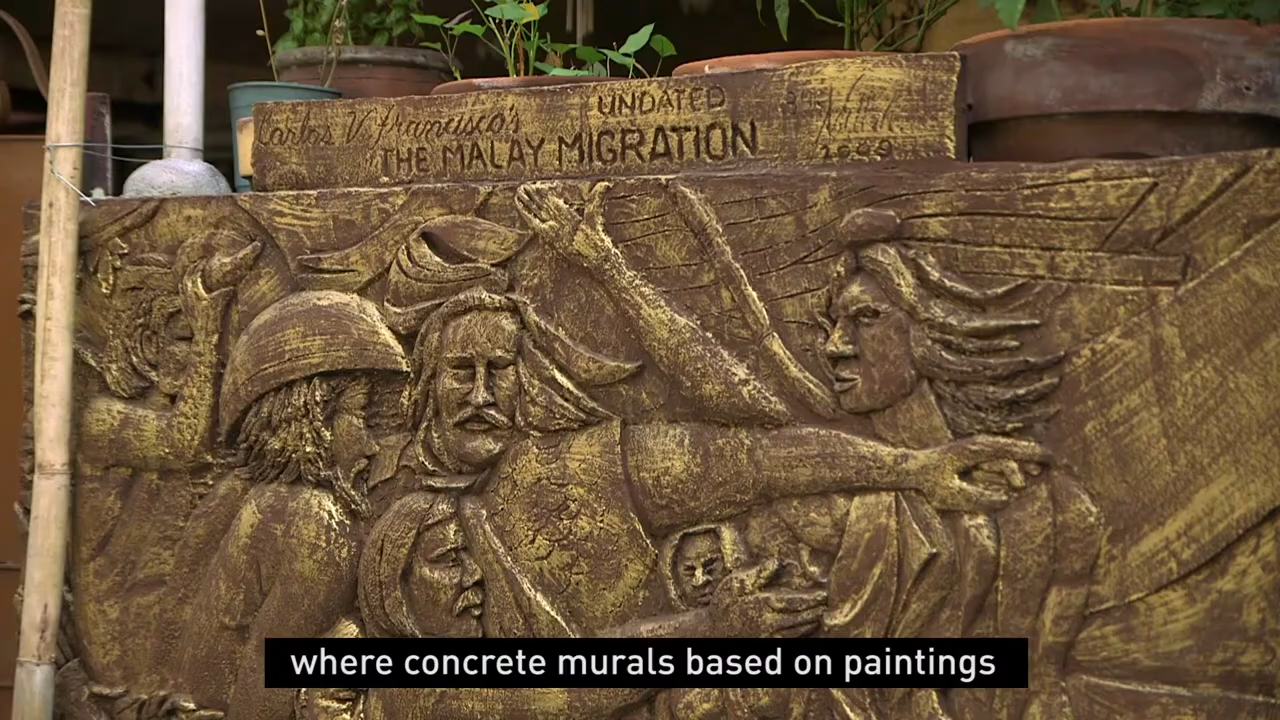 UNDATED
Carlos V. Francisco's
THE MALAY MIGRATION
where concrete murals based on paintings